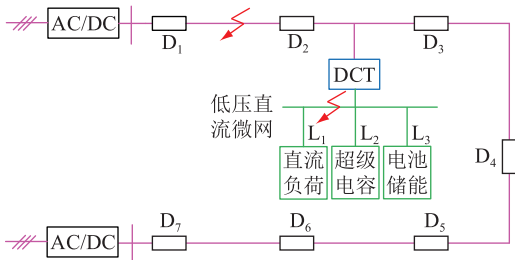 AC/DC
D1
D2
D3
DCT
低压直
流微网
L1
L2
L3
直流
负荷
超级
电容
电池
储能
D4
AC/DC
D7
D6
D5